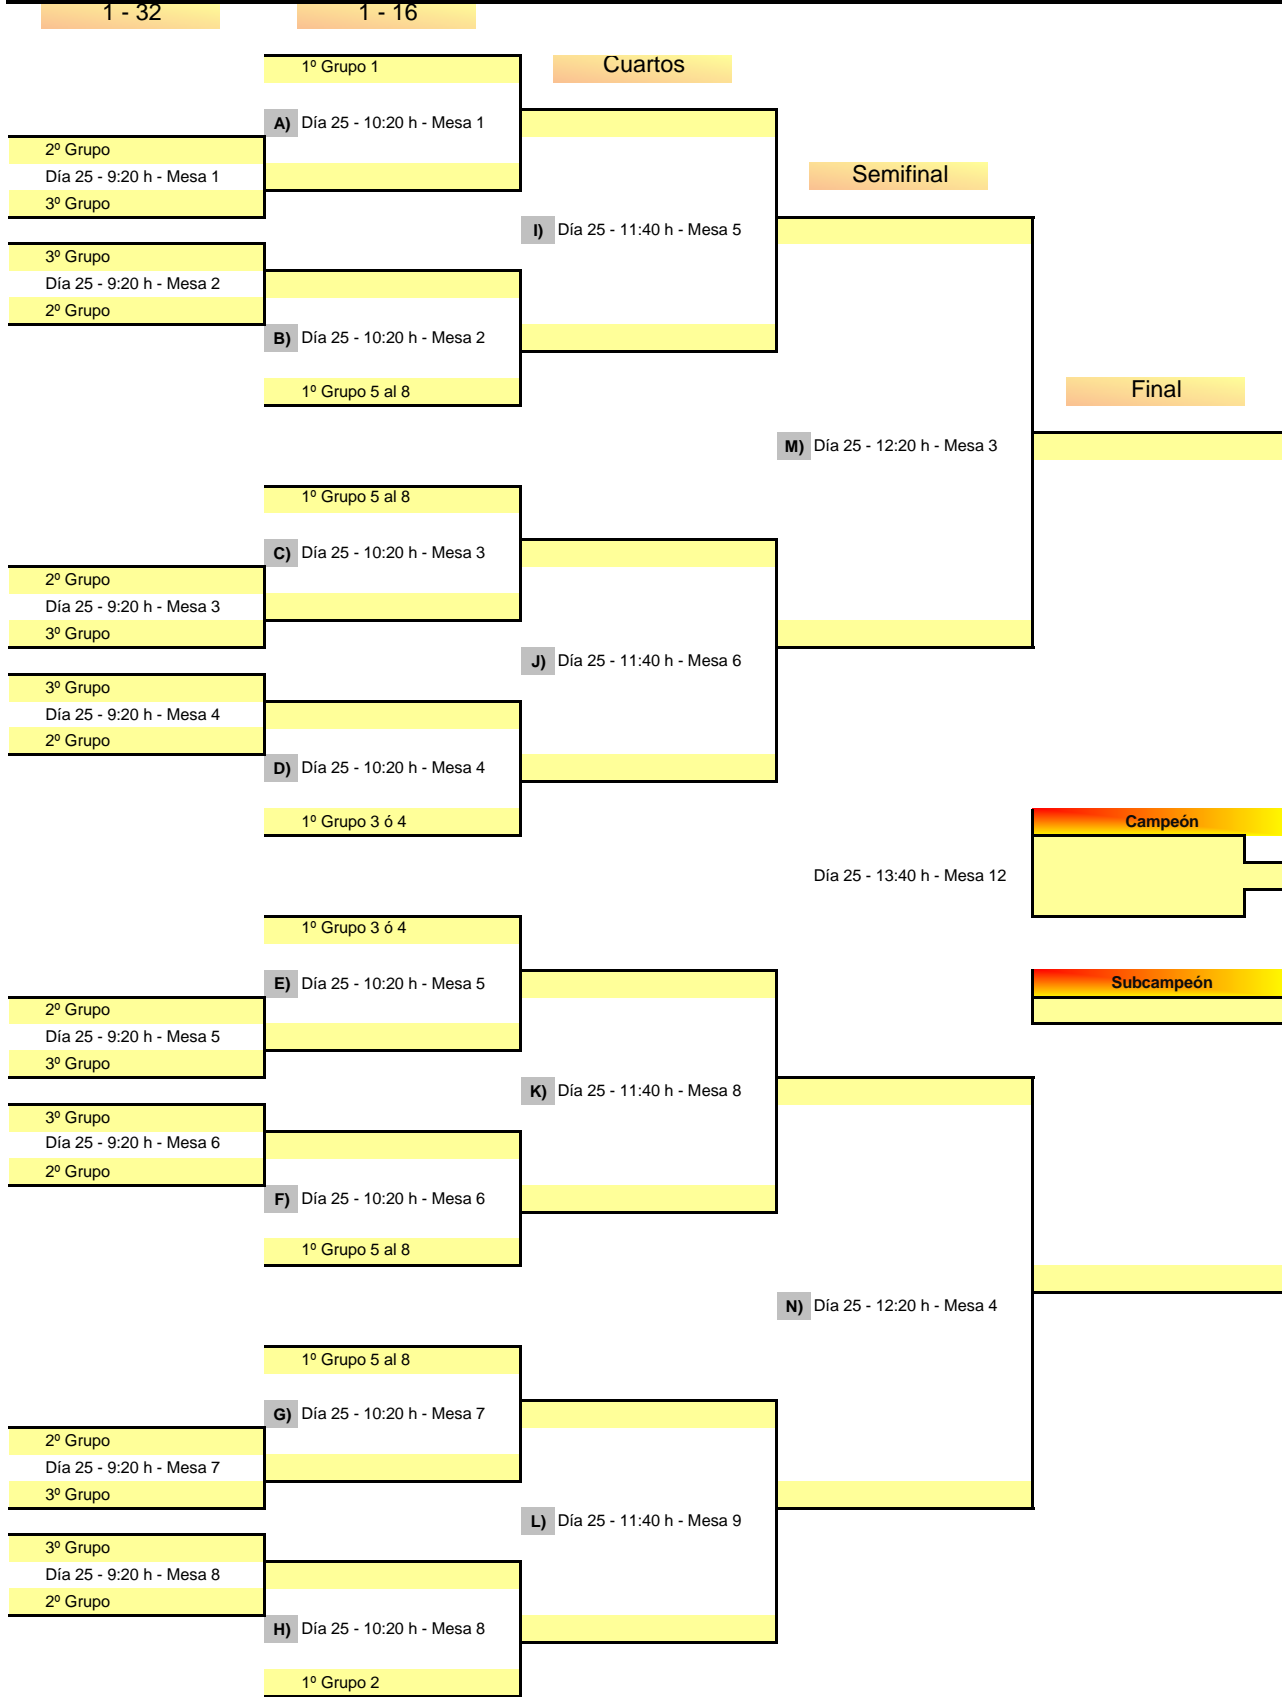 1 - 32
1 - 16
1º Grupo 1
Cuartos
A) Día 25 - 10:20 h - Mesa 1
2º Grupo
Día 25 - 9:20 h - Mesa 1
Semifinal
3º Grupo
I) Día 25 - 11:40 h - Mesa 5
3º Grupo
Día 25 - 9:20 h - Mesa 2
2º Grupo
B) Día 25 - 10:20 h - Mesa 2
1º Grupo 5 al 8
Final
M) Día 25 - 12:20 h - Mesa 3
1º Grupo 5 al 8
C) Día 25 - 10:20 h - Mesa 3
2º Grupo
Día 25 - 9:20 h - Mesa 3
3º Grupo
J) Día 25 - 11:40 h - Mesa 6
3º Grupo
Día 25 - 9:20 h - Mesa 4
2º Grupo
D) Día 25 - 10:20 h - Mesa 4
1º Grupo 3 ó 4
Campeón
Día 25 - 13:40 h - Mesa 12
1º Grupo 3 ó 4
E) Día 25 - 10:20 h - Mesa 5
Subcampeón
2º Grupo
Día 25 - 9:20 h - Mesa 5
3º Grupo
K) Día 25 - 11:40 h - Mesa 8
3º Grupo
Día 25 - 9:20 h - Mesa 6
2º Grupo
F) Día 25 - 10:20 h - Mesa 6
1º Grupo 5 al 8
N) Día 25 - 12:20 h - Mesa 4
1º Grupo 5 al 8
G) Día 25 - 10:20 h - Mesa 7
2º Grupo
Día 25 - 9:20 h - Mesa 7
3º Grupo
L) Día 25 - 11:40 h - Mesa 9
3º Grupo
Día 25 - 9:20 h - Mesa 8
2º Grupo
H) Día 25 - 10:20 h - Mesa 8
1º Grupo 2